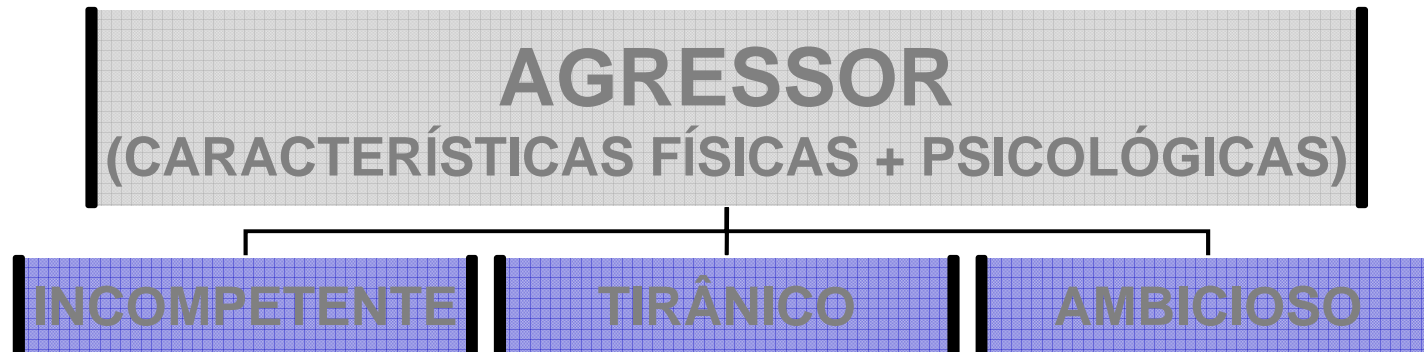 AGRESSOR
(CARACTERÍSTICAS FÍSICAS + PSICOLÓGICAS)
INCOMPETENTE
TIRÂNICO
AMBICIOSO